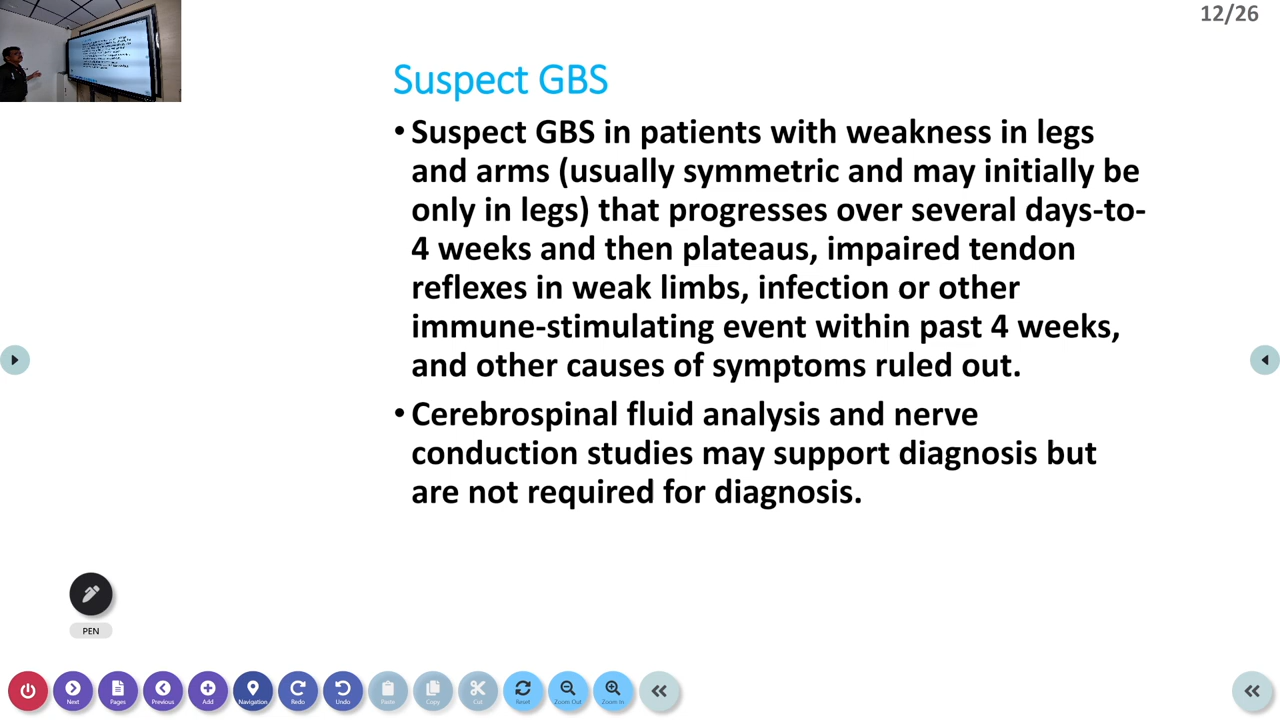 12/26
Suspect GBS
• Suspect GBS in patients with weakness in legs
and arms (usually symmetric and may initially be
only in legs) that progresses over several days-to-
4 weeks and then plateaus, impaired tendon
reflexes in weak limbs, infection or other
immune-stimulating event within past 4 weeks,
and other causes of symptoms ruled out.
• Cerebrospinal fluid analysis and nerve
conduction studies may support diagnosis but
are not required for diagnosis.
PEN
Next Pages Previous Add Navigation Redo Undo Paste Copy Cut Reset Zoom Out Zoom In